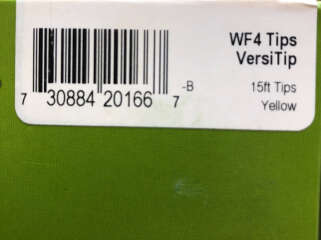 WF4 Tips
VersiTip
-B
15ft Tips
7 30884 20166 7
Yellow